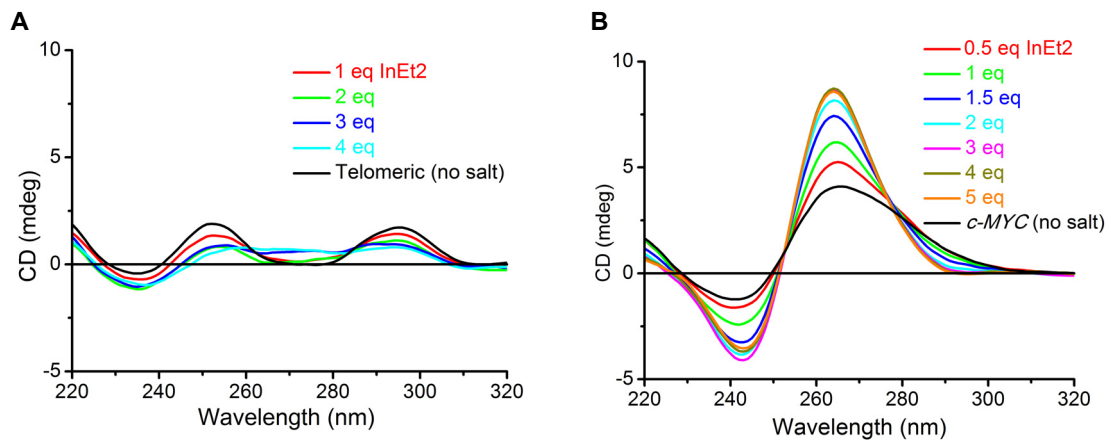 A
10
5
0
-5
CD (mdeg)
1 eq InEt2
2 eq
3 eq
4 eq
Telomeric (no salt)
220 240 260 280 300 320
Wavelength (nm)
B
10
5
0
-5
CD (mdeg)
0.5 eq InEt2
1 eq
1.5 eq
2 eq
3 eq
4 eq
5 eq
c-MYC (no salt)
220 240 260 280 300 320
Wavelength (nm)